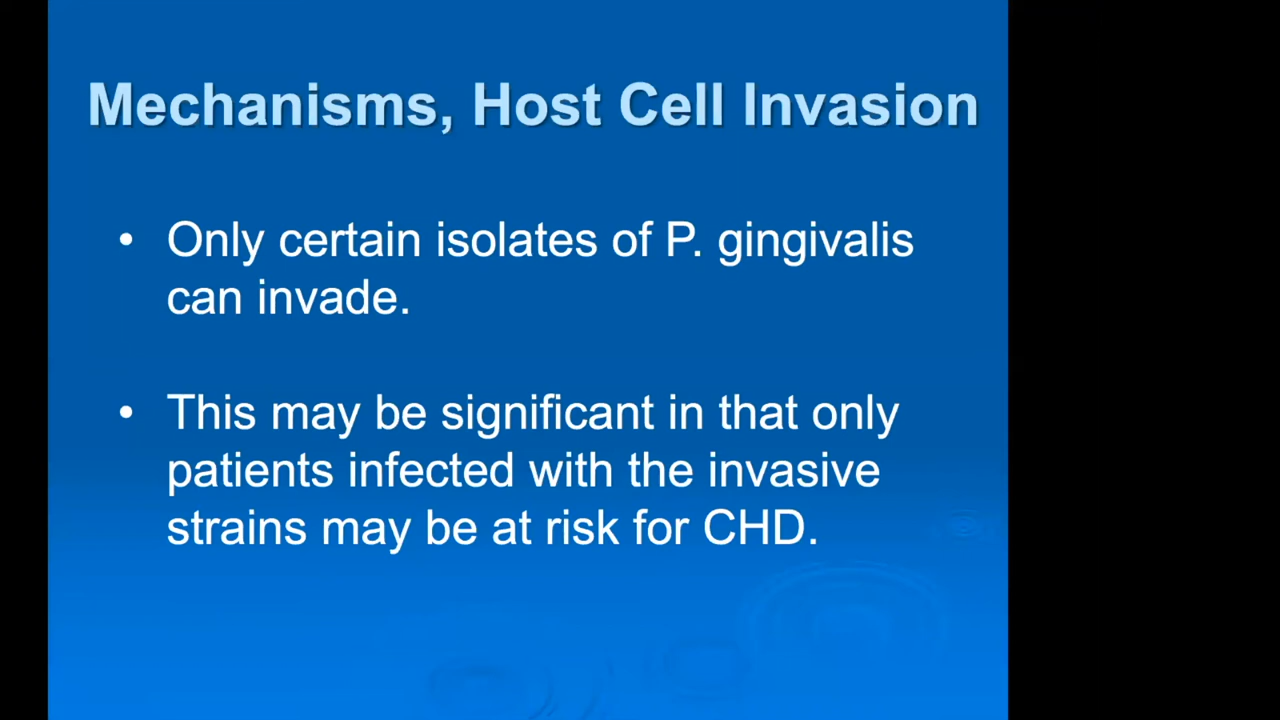 Mechanisms, Host Cell Invasion
• Only certain isolates of P. gingivalis
can invade.
• This may be significant in that only
patients infected with the invasive
strains may be at risk for CHD.